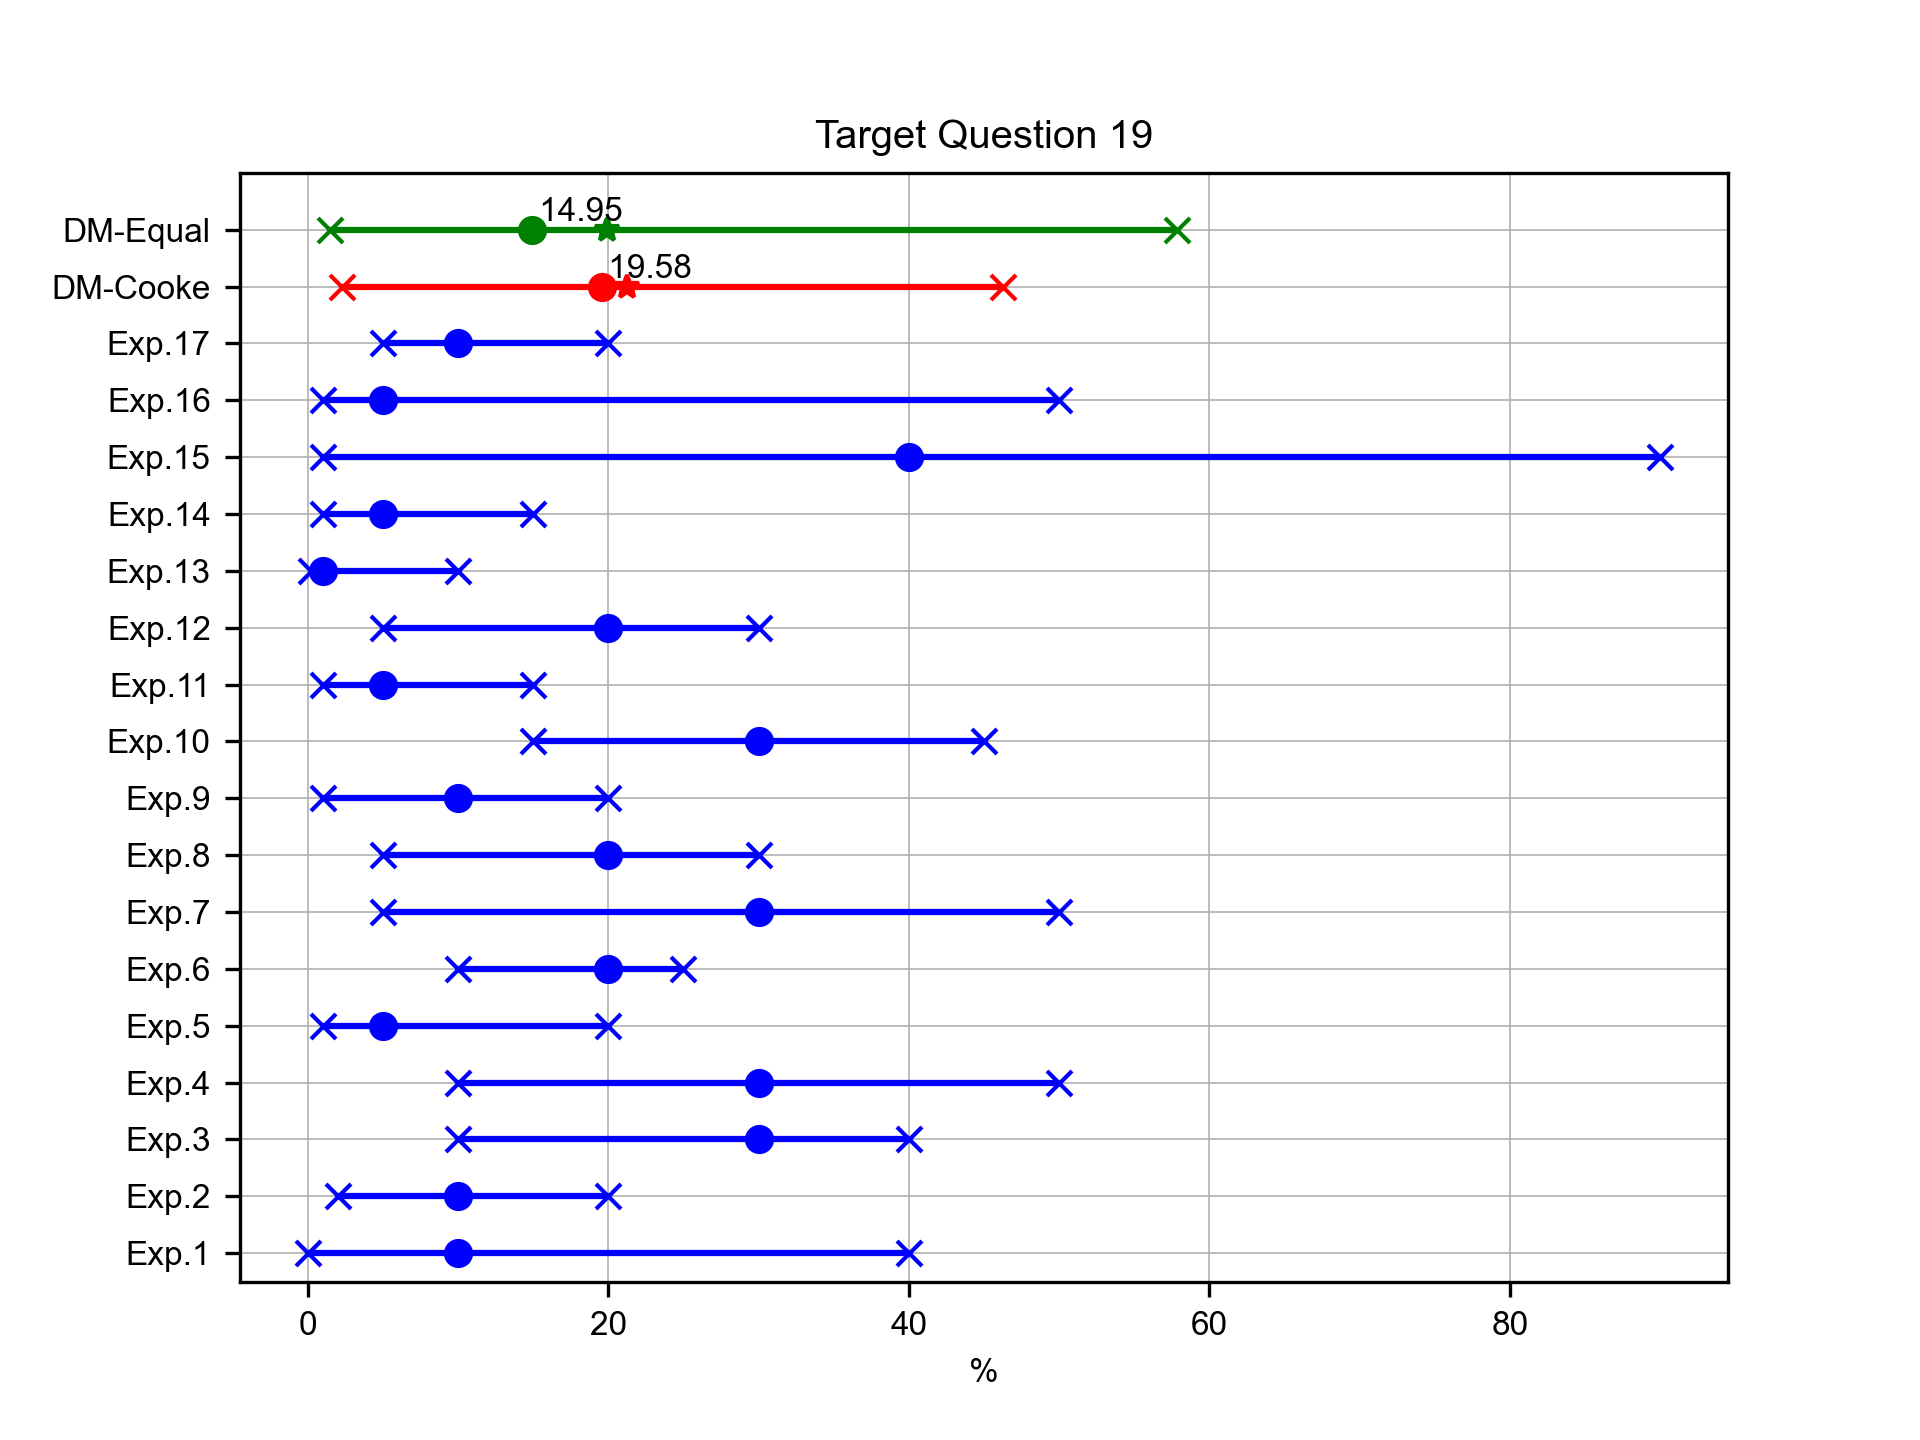 Target Question 19
DM-Equal
14.95
DM-Cooke
19.58
Exp.17
Exp.16
Exp.15
Exp.14
Exp.13
Exp.12
Exp.11
Exp.10
Exp.9
Exp.8
Exp.7
Exp.6
Exp.5
Exp.4
Exp.3
Exp.2
Exp.1
0 20 40 60 80
%